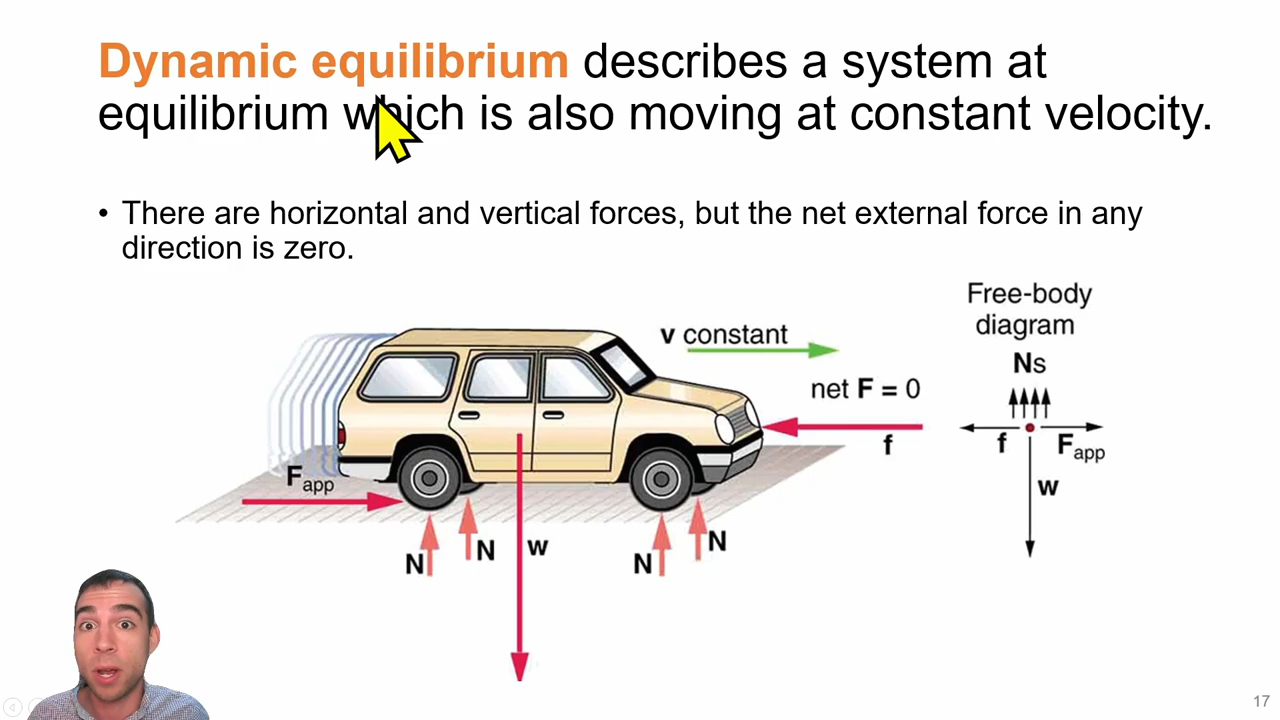 Dynamic equilibrium describes a system at
equilibrium which is also moving at constant velocity.
• There are horizontal and vertical forces, but the net external force in any
direction is zero.
Free-body
diagram
v constant
Ns
net F = 0
f
f
Fapp
Fapp
w
N
N
w
N
N
17